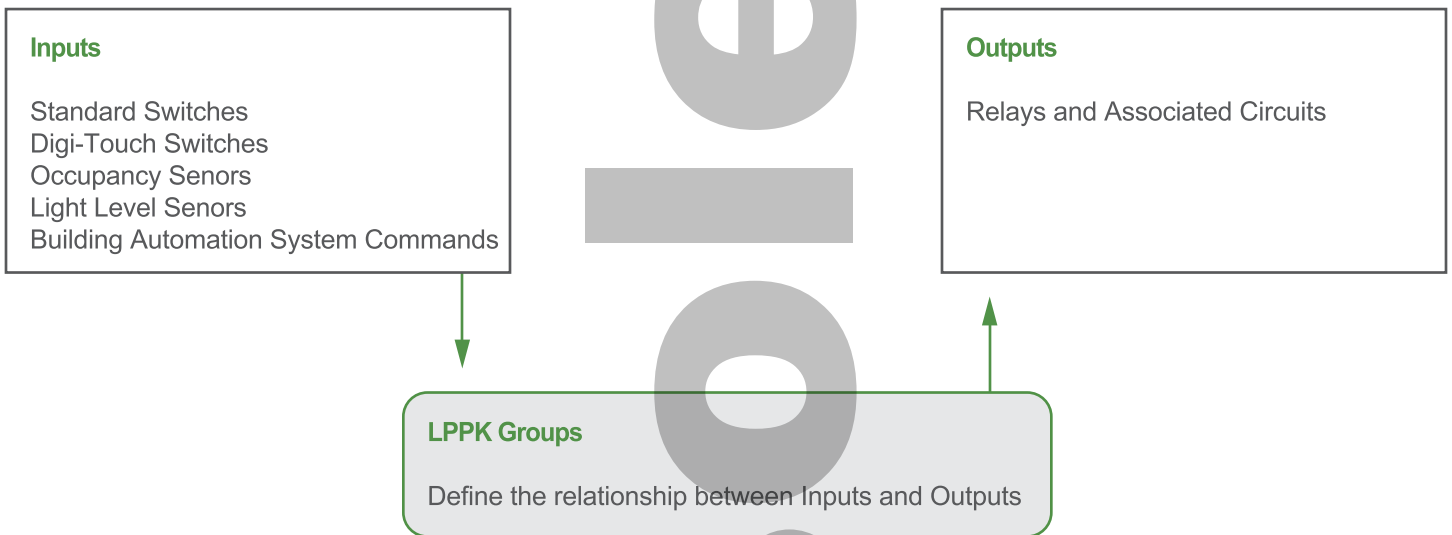 Inputs
Standard Switches
Digi-Touch Switches
Occupancy Senors
Light Level Senors
Building Automation System Commands
Outputs
Relays and Associated Circuits
LPPK Groups
Define the relationship between Inputs and Outputs